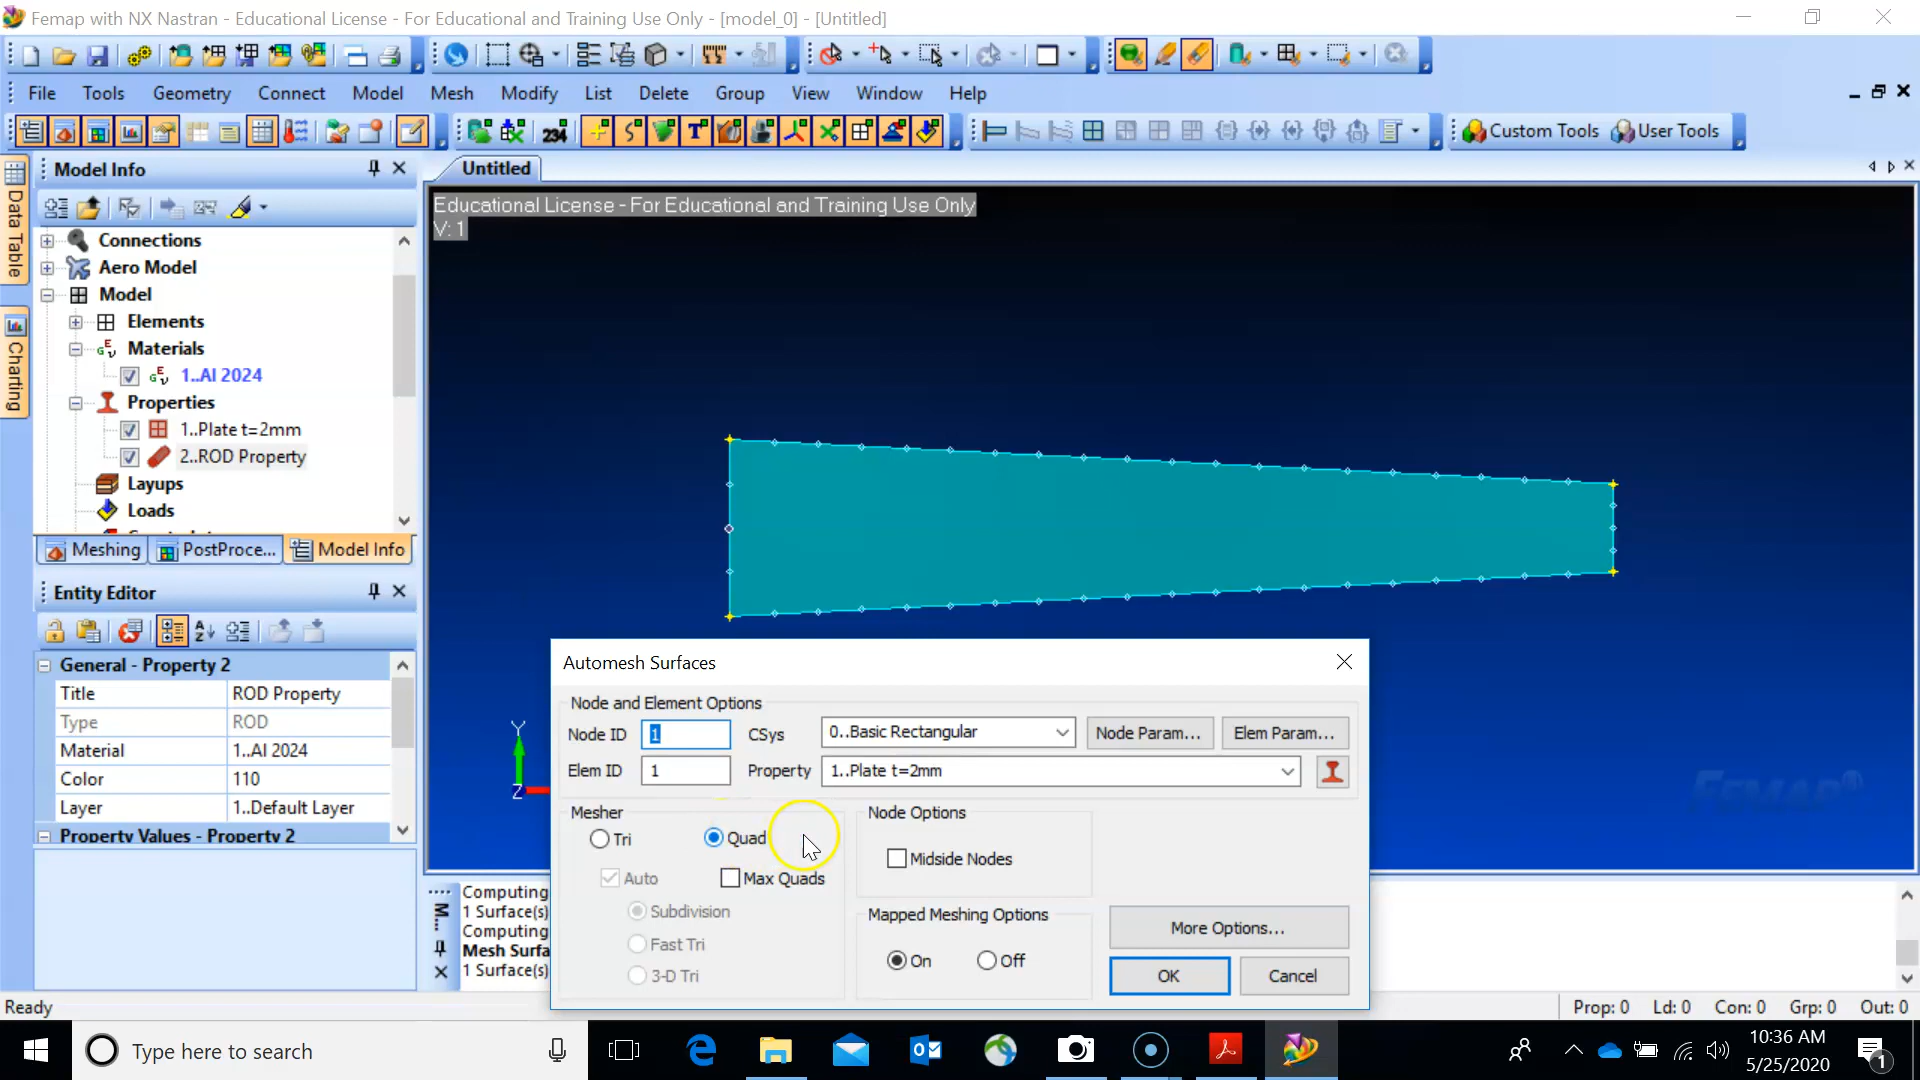 Femap with NX Nastran - Educational License - For Educational and Training Use Only - [model_0] - [Untitled]
File Tools Geometry Connect Model Mesh Modify List Delete Group View Window Help
234 Custom Tools User Tools
Data Table
Charting
Model Info
Connections
Aero Model
Model
Elements
Materials
1..Al 2024
Properties
1..Plate t=2mm
2..ROD Property
Layups
Loads
Meshing PostProce... Model Info
Entity Editor
General - Property 2
Title ROD Property
Type ROD
Material 1..Al 2024
Color 110
Layer 1..Default Layer
Property Values - Property 2
Untitled
Educational License - For Educational and Training Use Only
V: 1
Y
Z
FEMAP
Automesh Surfaces
Node and Element Options
Node ID 1 CSys 0..Basic Rectangular Node Param... Elem Param...
Elem ID 1 Property 1..Plate t=2mm
Mesher
Tri Quad
Auto Max Quads
Subdivision
Fast Tri
3-D Tri
Node Options
Midside Nodes
Mapped Meshing Options
On Off
More Options...
OK Cancel
M...
Computing
1 Surface(s)
Computing
Mesh Surfa
1 Surface(s)
Ready Prop: 0 Ld: 0 Con: 0 Grp: 0 Out: 0
Type here to search
10:36 AM
5/25/2020
1